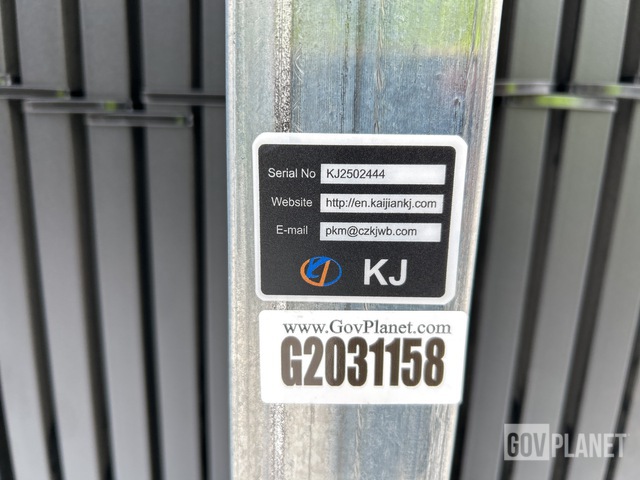 Serial No KJ2502444
Website http://en.kaijiankj.com
E-mail pkm@czkjwb.com
KJ
www.GovPlanet.com
G2031158
GOVPLANET